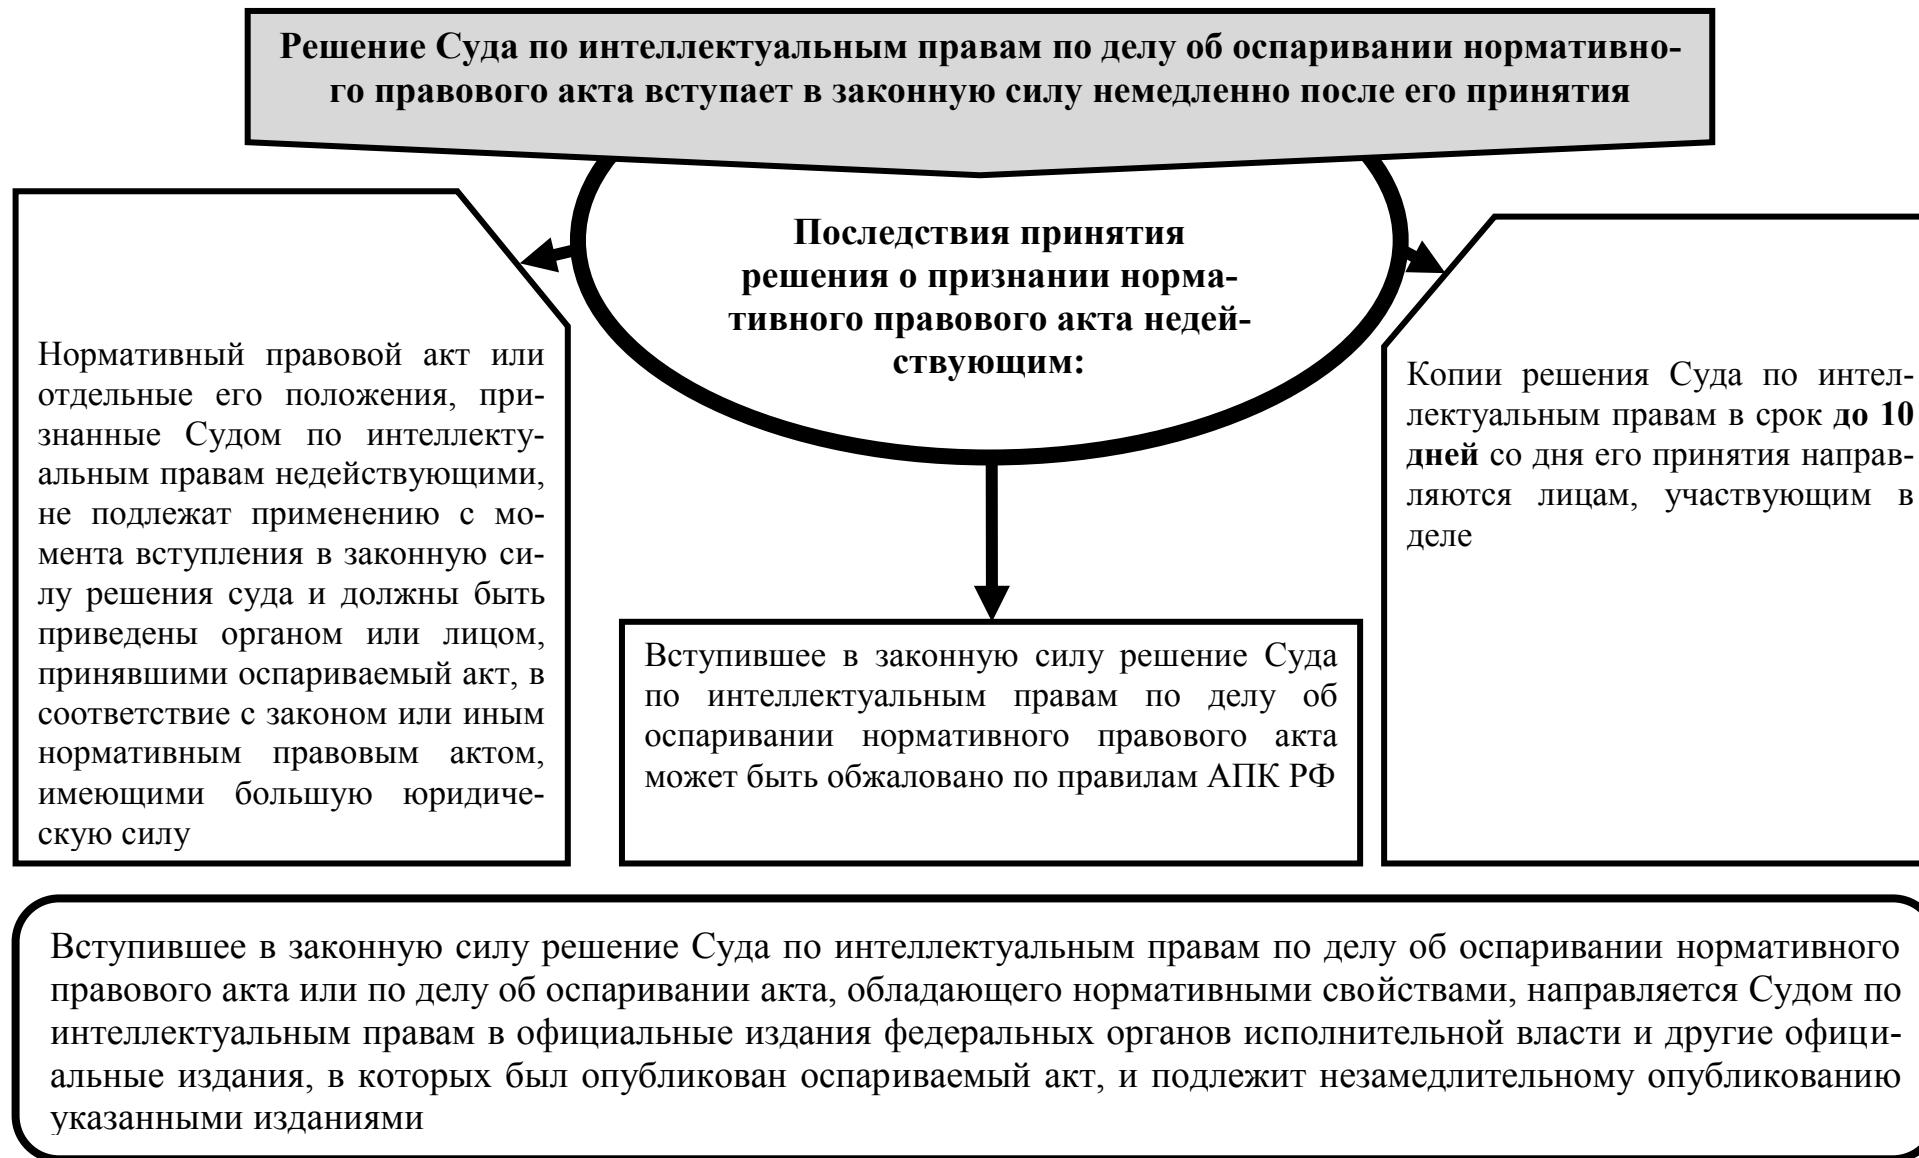 Решение Суда по интеллектуальным правам по делу об оспаривании нормативно-
го правового акта вступает в законную силу немедленно после его принятия
Последствия принятия
решения о признании норма-
тивного правового акта недей-
ствующим:
Нормативный правовой акт или
отдельные его положения, при-
знанные Судом по интеллекту-
альным правам недействующими,
не подлежат применению с мо-
мента вступления в законную си-
лу решения суда и должны быть
приведены органом или лицом,
принявшими оспариваемый акт, в
соответствие с законом или иным
нормативным правовым актом,
имеющими большую юридиче-
скую силу
Вступившее в законную силу решение Суда
по интеллектуальным правам по делу об
оспаривании нормативного правового акта
может быть обжаловано по правилам АПК РФ
Копии решения Суда по интел-
лектуальным правам в срок до 10
дней со дня его принятия направ-
ляются лицам, участвующим в
деле
Вступившее в законную силу решение Суда по интеллектуальным правам по делу об оспаривании нормативного
правового акта или по делу об оспаривании акта, обладающего нормативными свойствами, направляется Судом по
интеллектуальным правам в официальные издания федеральных органов исполнительной власти и другие офици-
альные издания, в которых был опубликован оспариваемый акт, и подлежит незамедлительному опубликованию
указанными изданиями